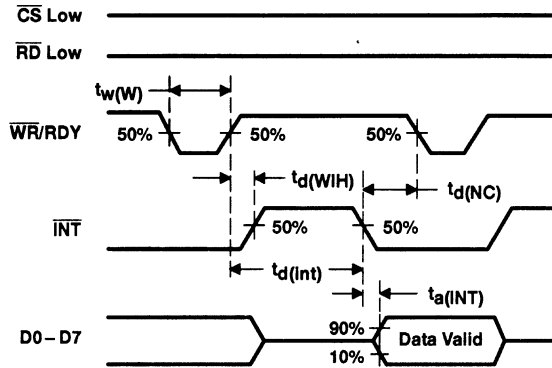 CS Low
RD Low
tw(W)
WR/RDY
50% 50% 50%
td(WIH)
td(NC)
INT
50% 50%
td(Int)
ta(INT)
D0–D7
90%
Data Valid
10%